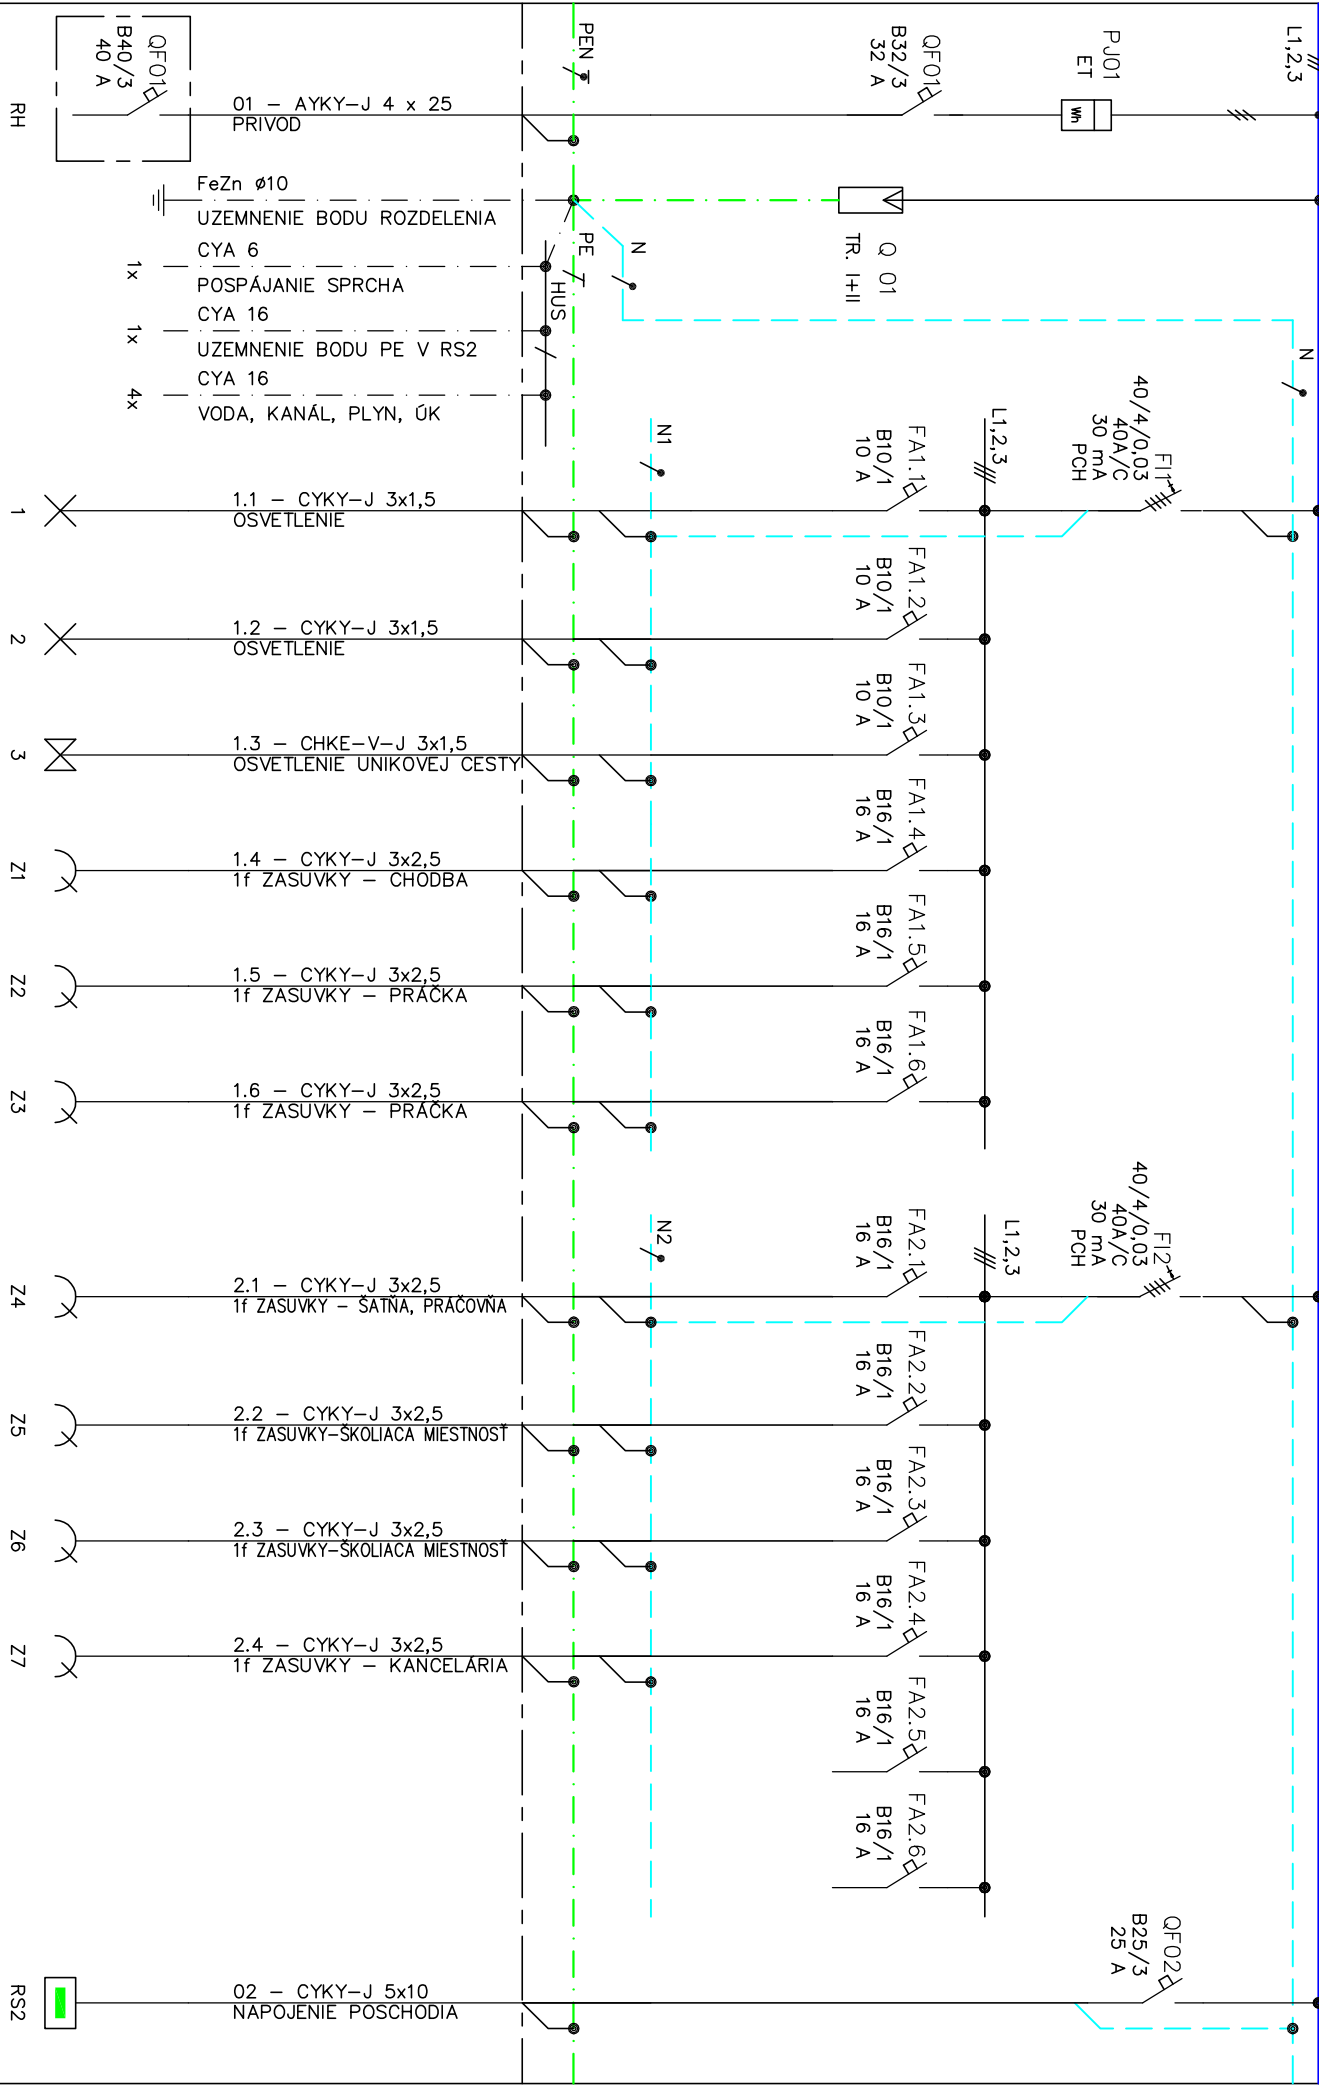 L1,2,3
PJ01
ET
Wh
QF01
B32/3
32 A
PEN
01 – AYKY–J 4 x 25
PRIVOD
QF01
B40/3
40 A
RH
FeZn ø10
UZEMNENIE BODU ROZDELENIA
Q 01
TR. I+II
N
PE
HUS
N
CYA 6
POSPÁJANIE SPRCHA
1x
CYA 16
UZEMNENIE BODU PE V RS2
1x
CYA 16
VODA, KANÁL, PLYN, ÚK
4x
FI1
40/4/0,03
40A/C
30 mA
PCH
L1,2,3
N1
FA1.1
B10/1
10 A
1.1 – CYKY–J 3x1,5
OSVETLENIE
1
FA1.2
B10/1
10 A
1.2 – CYKY–J 3x1,5
OSVETLENIE
2
FA1.3
B10/1
10 A
1.3 – CHKE–V–J 3x1,5
OSVETLENIE UNIKOVEJ CESTY
3
FA1.4
B16/1
16 A
1.4 – CYKY–J 3x2,5
1f ZASUVKY – CHODBA
Z1
FA1.5
B16/1
16 A
1.5 – CYKY–J 3x2,5
1f ZASUVKY – PRÁČKA
Z2
FA1.6
B16/1
16 A
1.6 – CYKY–J 3x2,5
1f ZASUVKY – PRÁČKA
Z3
FI2
40/4/0,03
40A/C
30 mA
PCH
L1,2,3
N2
FA2.1
B16/1
16 A
2.1 – CYKY–J 3x2,5
1f ZASUVKY – ŠATŇA, PRÁČOVŇA
Z4
FA2.2
B16/1
16 A
2.2 – CYKY–J 3x2,5
1f ZASUVKY–ŠKOLIACA MIESTNOSŤ
Z5
FA2.3
B16/1
16 A
2.3 – CYKY–J 3x2,5
1f ZASUVKY–ŠKOLIACA MIESTNOSŤ
Z6
FA2.4
B16/1
16 A
2.4 – CYKY–J 3x2,5
1f ZASUVKY – KANCELÁRIA
Z7
FA2.5
B16/1
16 A
FA2.6
B16/1
16 A
QF02
B25/3
25 A
02 – CYKY–J 5x10
NAPOJENIE POSCHODIA
RS2